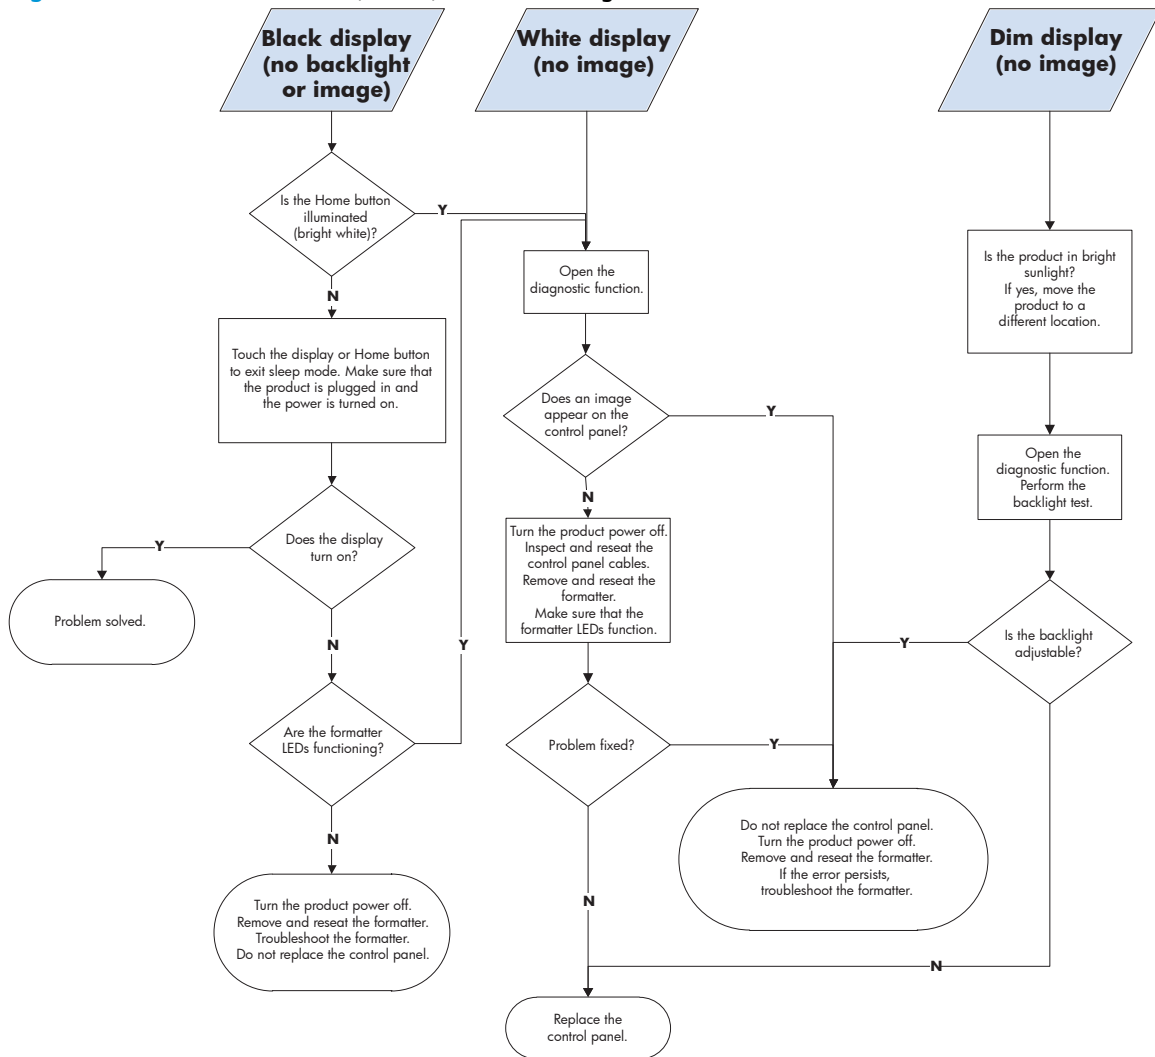 Black display
(no backlight
or image)
White display
(no image)
Dim display
(no image)
Is the Home button
illuminated
(bright white)?
Y
N
Touch the display or Home button
to exit sleep mode. Make sure that
the product is plugged in and
the power is turned on.
Does the display
turn on?
Y
Problem solved.
N
Are the formatter
LEDs functioning?
Y
N
Turn the product power off.
Remove and reseat the formatter.
Troubleshoot the formatter.
Do not replace the control panel.
Open the
diagnostic function.
Does an image
appear on the
control panel?
Y
N
Turn the product power off.
Inspect and reseat the
control panel cables.
Remove and reseat the
formatter.
Make sure that the
formatter LEDs function.
Problem fixed?
Y
N
Do not replace the control panel.
Turn the product power off.
Remove and reseat the formatter.
If the error persists,
troubleshoot the formatter.
Replace the
control panel.
Is the product in bright
sunlight?
If yes, move the
product to a
different location.
Open the
diagnostic function.
Perform the
backlight test.
Is the backlight
adjustable?
Y
N